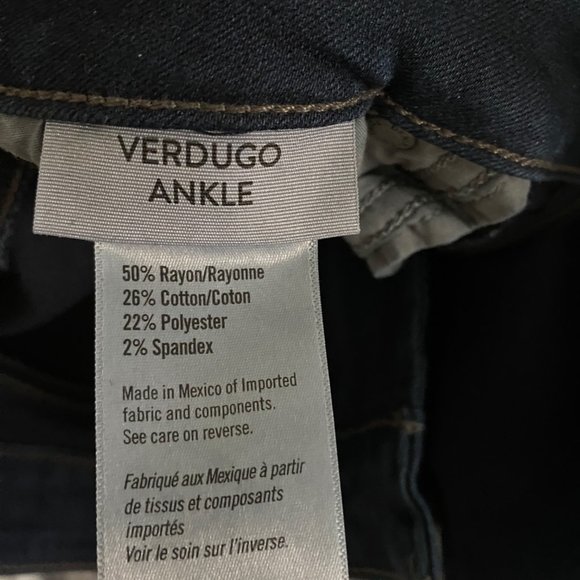 VERDUGO
ANKLE
50% Rayon/Rayonne
26% Cotton/Coton
22% Polyester
2% Spandex
Made in Mexico of Imported
fabric and components.
See care on reverse.
Fabriqué aux Mexique à partir
de tissus et composants
importés
Voir le soin sur l'inverse.